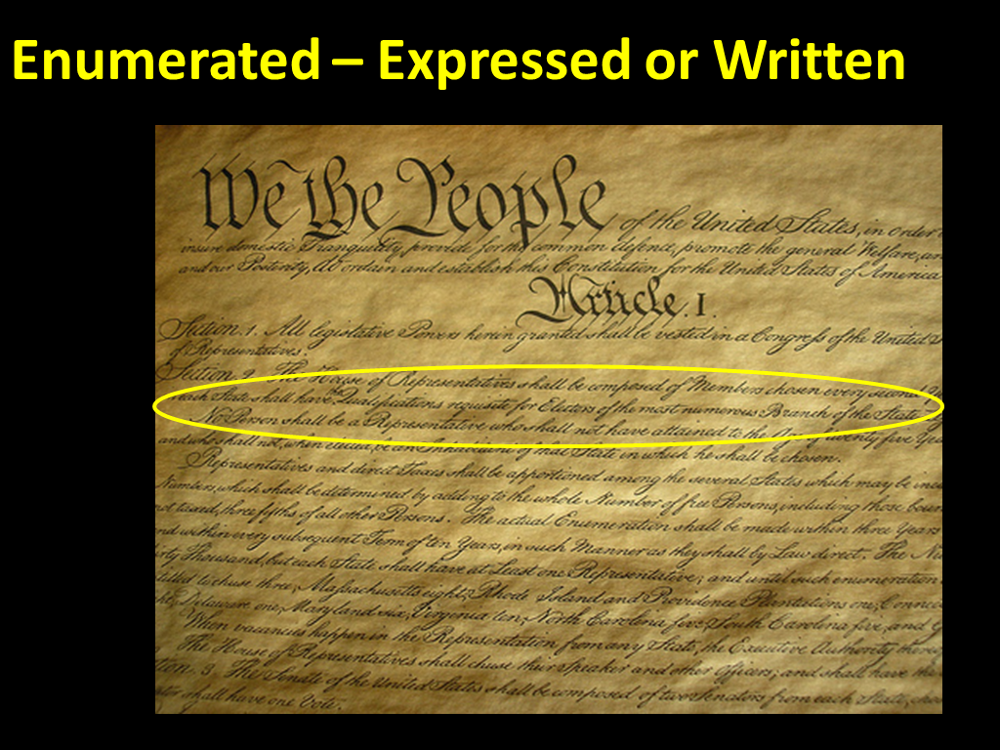 Enumerated – Expressed or Written
We the People of the United States, in order
insure domestic Tranquility, provide for the common defence, promote the general Welfare, an
and our Posterity, do ordain and establish this Constitution for the United States of America
Article. I.
Section. 1. All legislative Powers herein granted shall be vested in a Congress of the United S
of Representatives.
Section. 2. The House of Representatives shall be composed of Members chosen every second Y
each State shall have the Qualifications requisite for Electors of the most numerous Branch of the State
No Person shall be a Representative who shall not have attained to the Age of twenty five Yea
and who shall not, when elected, be an Inhabitant of that State in which he shall be chosen.
Representatives and direct Taxes shall be apportioned among the several States which may be inclu
Numbers, which shall be determined by adding to the whole Number of free Persons, including those boun
not taxed, three fifths of all other Persons. The actual Enumeration shall be made within three Years
and within every subsequent Term of ten Years, in such Manner as they shall by Law direct. The Nu
irty Thousand, but each State shall have at Least one Representative; and until such enumeration
titled to chuse three, Massachusetts eight, Rhode Island and Providence Plantations one, Connec
ht, Delaware one, Maryland six, Virginia ten, North Carolina five, South Carolina five, and G
When vacancies happen in the Representation from any State, the Executive Authority thereo
The House of Representatives shall chuse their Speaker and other Officers; and shall have the
tion. 3. The Senate of the United States shall be composed of two Senators from each State, chos
tor shall have one Vote.